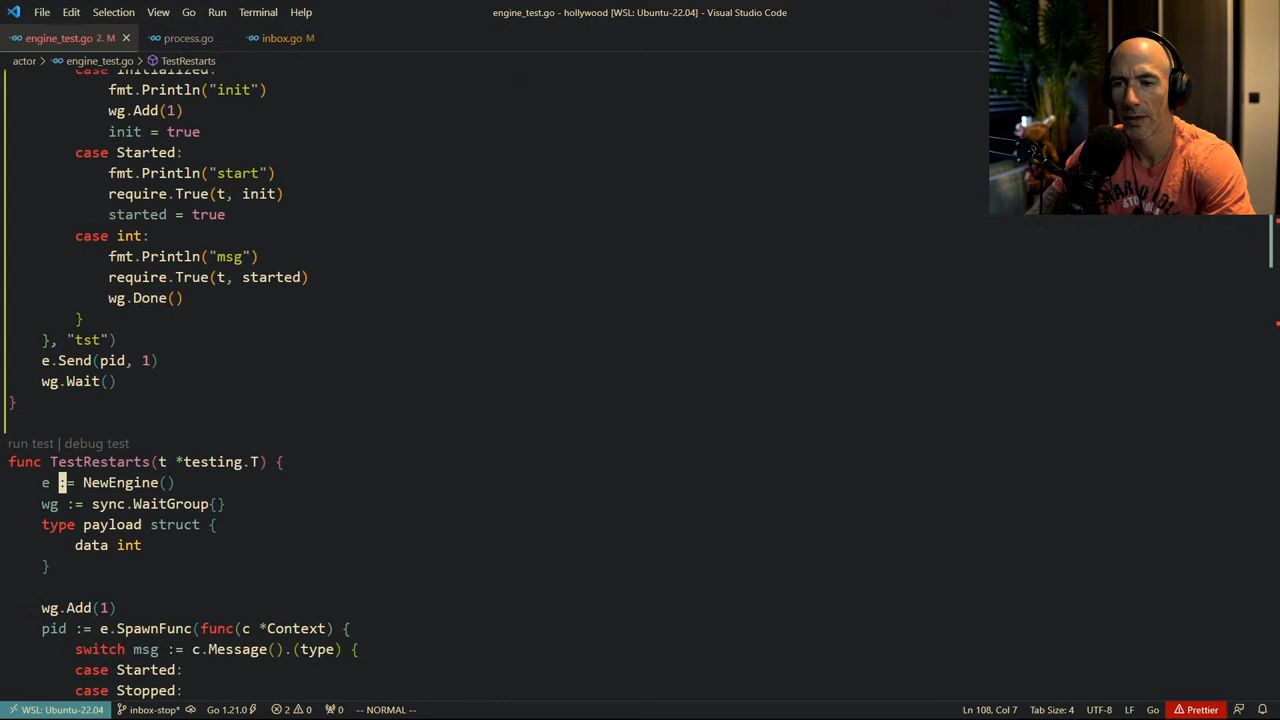 File Edit Selection View Go Run Terminal Help
engine_test.go - hollywood [WSL: Ubuntu-22.04] - Visual Studio Code
engine_test.go 2, M
process.go
inbox.go M
actor > engine_test.go > TestRestarts
case Initialized:
fmt.Println("init")
wg.Add(1)
init = true
case Started:
fmt.Println("start")
require.True(t, init)
started = true
case int:
fmt.Println("msg")
require.True(t, started)
wg.Done()
}
}, "tst")
e.Send(pid, 1)
wg.Wait()
}
run test | debug test
func TestRestarts(t *testing.T) {
e := NewEngine()
wg := sync.WaitGroup{}
type payload struct {
data int
}
wg.Add(1)
pid := e.SpawnFunc(func(c *Context) {
switch msg := c.Message().(type) {
case Started:
case Stopped:
WSL: Ubuntu-22.04 inbox-stop* Go 1.21.0 2 0 0 -- NORMAL -- Ln 108, Col 7 Tab Size: 4 UTF-8 LF Go Prettier